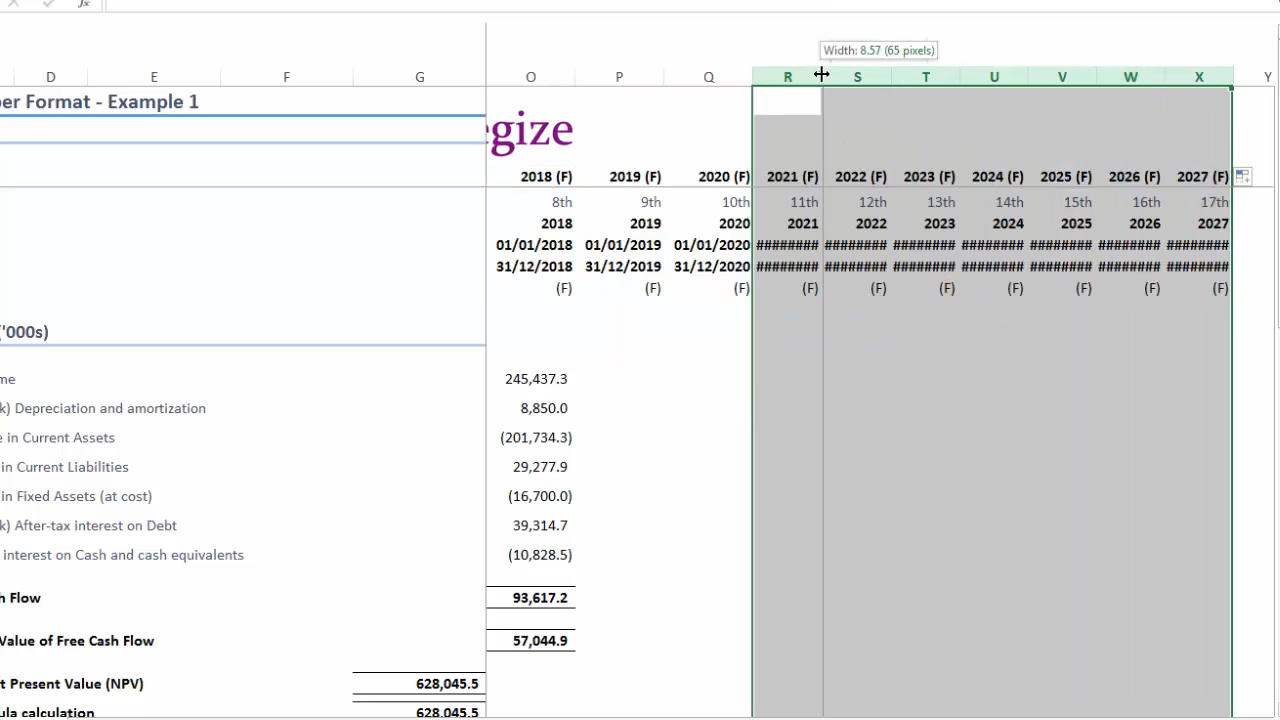 fx
Width: 8.57 (65 pixels)
D E F G O P Q R S T U V W X Y
er Format - Example 1
egize
2018 (F) 2019 (F) 2020 (F) 2021 (F) 2022 (F) 2023 (F) 2024 (F) 2025 (F) 2026 (F) 2027 (F)
8th 9th 10th 11th 12th 13th 14th 15th 16th 17th
2018 2019 2020 2021 2022 2023 2024 2025 2026 2027
01/01/2018 01/01/2019 01/01/2020 ######## ######## ######## ######## ######## ######## ########
31/12/2018 31/12/2019 31/12/2020 ######## ######## ######## ######## ######## ######## ########
(F) (F) (F) (F) (F) (F) (F) (F) (F) (F)
('000s)
me 245,437.3
k) Depreciation and amortization 8,850.0
e in Current Assets (201,734.3)
in Current Liabilities 29,277.9
in Fixed Assets (at cost) (16,700.0)
k) After-tax interest on Debt 39,314.7
interest on Cash and cash equivalents (10,828.5)
h Flow 93,617.2
Value of Free Cash Flow 57,044.9
t Present Value (NPV) 628,045.5
ula calculation 628,045.5